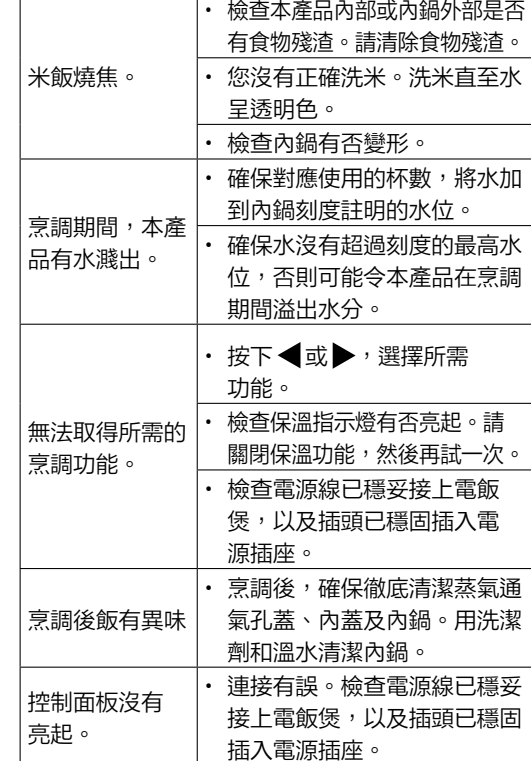 米飯燒焦。
• 檢查本產品內部或內鍋外部是否
有食物殘渣。請清除食物殘渣。
• 您沒有正確洗米。洗米直至水
呈透明色。
• 檢查內鍋有否變形。
烹調期間，本產
品有水濺出。
• 確保對應使用的杯數，將水加
到內鍋刻度註明的水位。
• 確保水沒有超過刻度的最高水
位，否則可能令本產品在烹調
期間溢出水分。
無法取得所需的
烹調功能。
• 按下 ◀ 或 ▶，選擇所需
功能。
• 檢查保溫指示燈有否亮起。請
關閉保溫功能，然後再試一次。
• 檢查電源線已穩妥接上電飯
煲，以及插頭已穩固插入電
源插座。
烹調後飯有異味
• 烹調後，確保徹底清潔蒸氣通
氣孔蓋、內蓋及內鍋。用洗潔
劑和溫水清潔內鍋。
控制面板沒有
亮起。
• 連接有誤。檢查電源線已穩妥
接上電飯煲，以及插頭已穩固
插入電源插座。